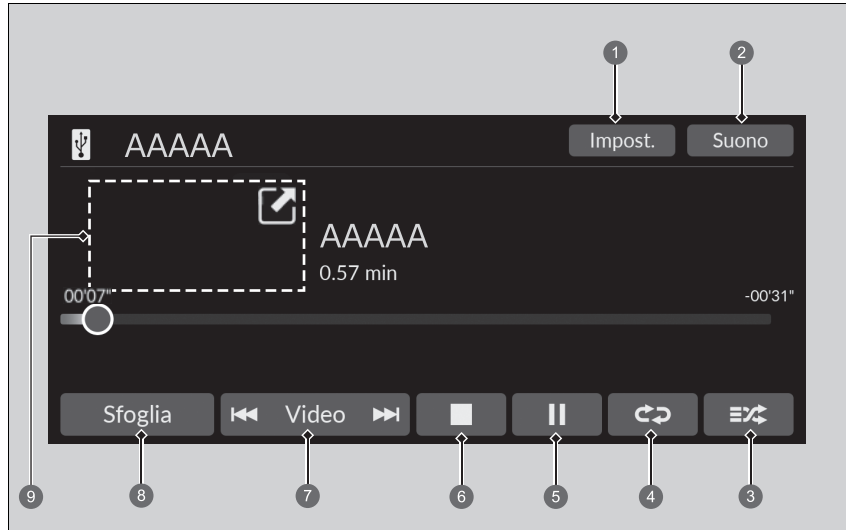 1 2
AAAAA Impost. Suono
AAAAA
0.57 min
00'07" -00'31"
Sfoglia Video
9 8 7 6 5 4 3